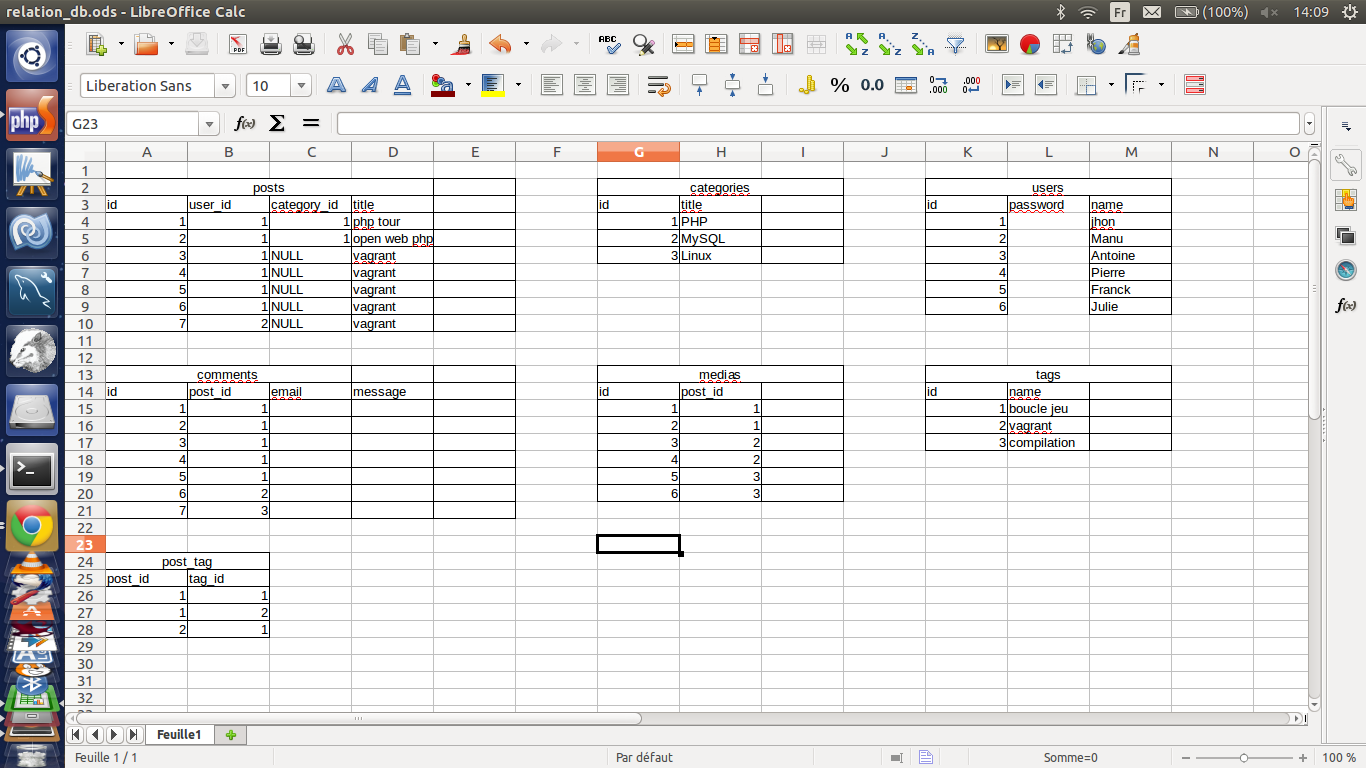 relation_db.ods - LibreOffice Calc Fr (100%) 14:09
Liberation Sans 10 % 0.0
G23 f(x) Σ =
A B C D E F G H I J K L M N O
1
2 posts categories users
3 id user_id category_id title id title id password name
4 1 1 1 php tour 1 PHP 1 jhon
5 2 1 1 open web php 2 MySQL 2 Manu
6 3 1 NULL vagrant 3 Linux 3 Antoine
7 4 1 NULL vagrant 4 Pierre
8 5 1 NULL vagrant 5 Franck
9 6 1 NULL vagrant 6 Julie
10 7 2 NULL vagrant
11
12
13 comments medias tags
14 id post_id email message id post_id id name
15 1 1 1 1 1 boucle jeu
16 2 1 2 1 2 vagrant
17 3 1 3 2 3 compilation
18 4 1 4 2
19 5 1 5 3
20 6 2 6 3
21 7 3
22
23
24 post_tag
25 post_id tag_id
26 1 1
27 1 2
28 2 1
29
30
31
32
Feuille1
Feuille 1 / 1 Par défaut Somme=0 100 %